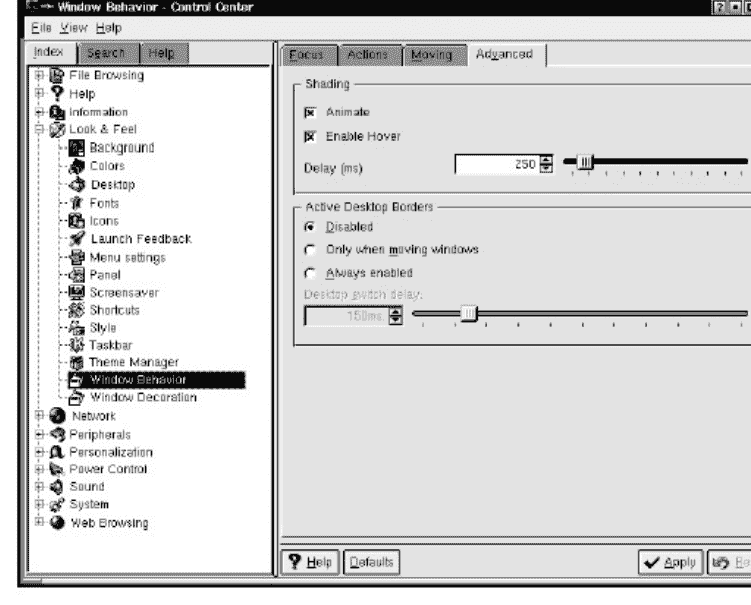 Window Behavior - Control Center
File View Help
Index Search Help
File Browsing
Help
Information
Look & Feel
Background
Colors
Desktop
Fonts
Icons
Launch Feedback
Menu settings
Panel
Screensaver
Shortcuts
Style
Taskbar
Theme Manager
Window Behavior
Window Decoration
Network
Peripherals
Personalization
Power Control
Sound
System
Web Browsing
Focus Actions Moving Advanced
Shading
Animate
Enable Hover
Delay (ms) 250
Active Desktop Borders
Disabled
Only when moving windows
Always enabled
Desktop switch delay:
150ms
? Help Defaults Apply